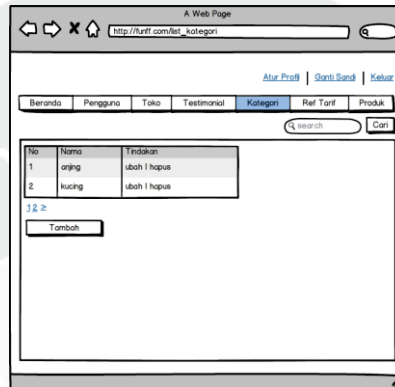 A Web Page
http://funff.com/list_kategori
Atur Profil | Ganti Sandi | Keluar
Beranda Pengguna Toko Testimonial Kategori Ref Tarif Produk
search Cari
No Nama Tindakan
1 anjing ubah | hapus
2 kucing ubah | hapus
1 2 >
Tambah